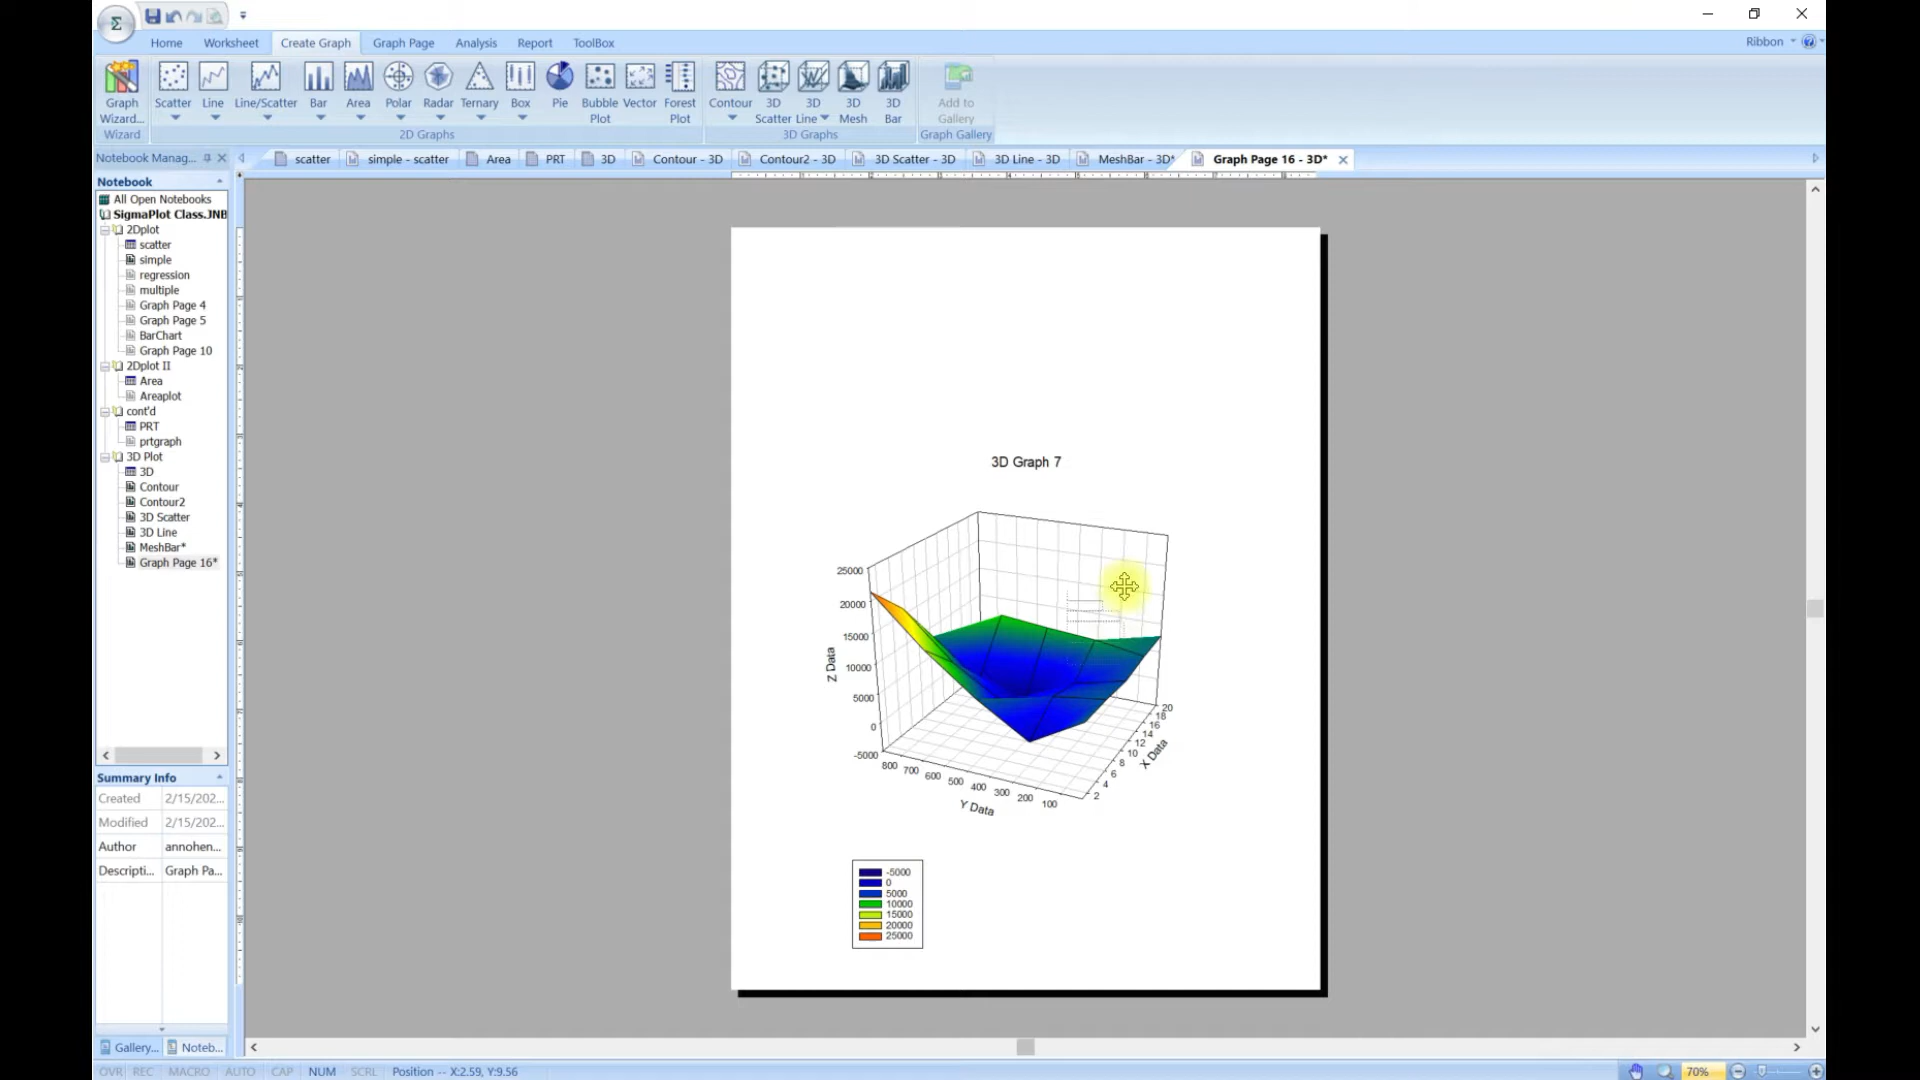 Σ
Home Worksheet Create Graph Graph Page Analysis Report ToolBox Ribbon
Graph Wizard... Scatter Line Line/Scatter Bar Area Polar Radar Ternary Box Pie Bubble Plot Vector Forest Plot Contour 3D Scatter 3D Line 3D Mesh 3D Bar Add to Gallery
Wizard 2D Graphs 3D Graphs Graph Gallery
Notebook Manag... scatter simple - scatter Area PRT 3D Contour - 3D Contour2 - 3D 3D Scatter - 3D 3D Line - 3D MeshBar - 3D* Graph Page 16 - 3D*
Notebook
All Open Notebooks
SigmaPlot Class.JNB
2Dplot
scatter
simple
regression
multiple
Graph Page 4
Graph Page 5
BarChart
Graph Page 10
2Dplot II
Area
Areaplot
cont'd
PRT
prtgraph
3D Plot
3D
Contour
Contour2
3D Scatter
3D Line
MeshBar*
Graph Page 16*
Summary Info
Created 2/15/202...
Modified 2/15/202...
Author annohen...
Descripti... Graph Pa...
Gallery... Noteb...
3D Graph 7
25000
20000
15000
10000
5000
0
-5000
Z Data
800 700 600 500 400 300 200 100
Y Data
2 4 6 8 10 12 14 16 18 20
X Data
-5000
0
5000
10000
15000
20000
25000
OVR REC MACRO AUTO CAP NUM SCRL Position -- X:2.59, Y:9.56 70%